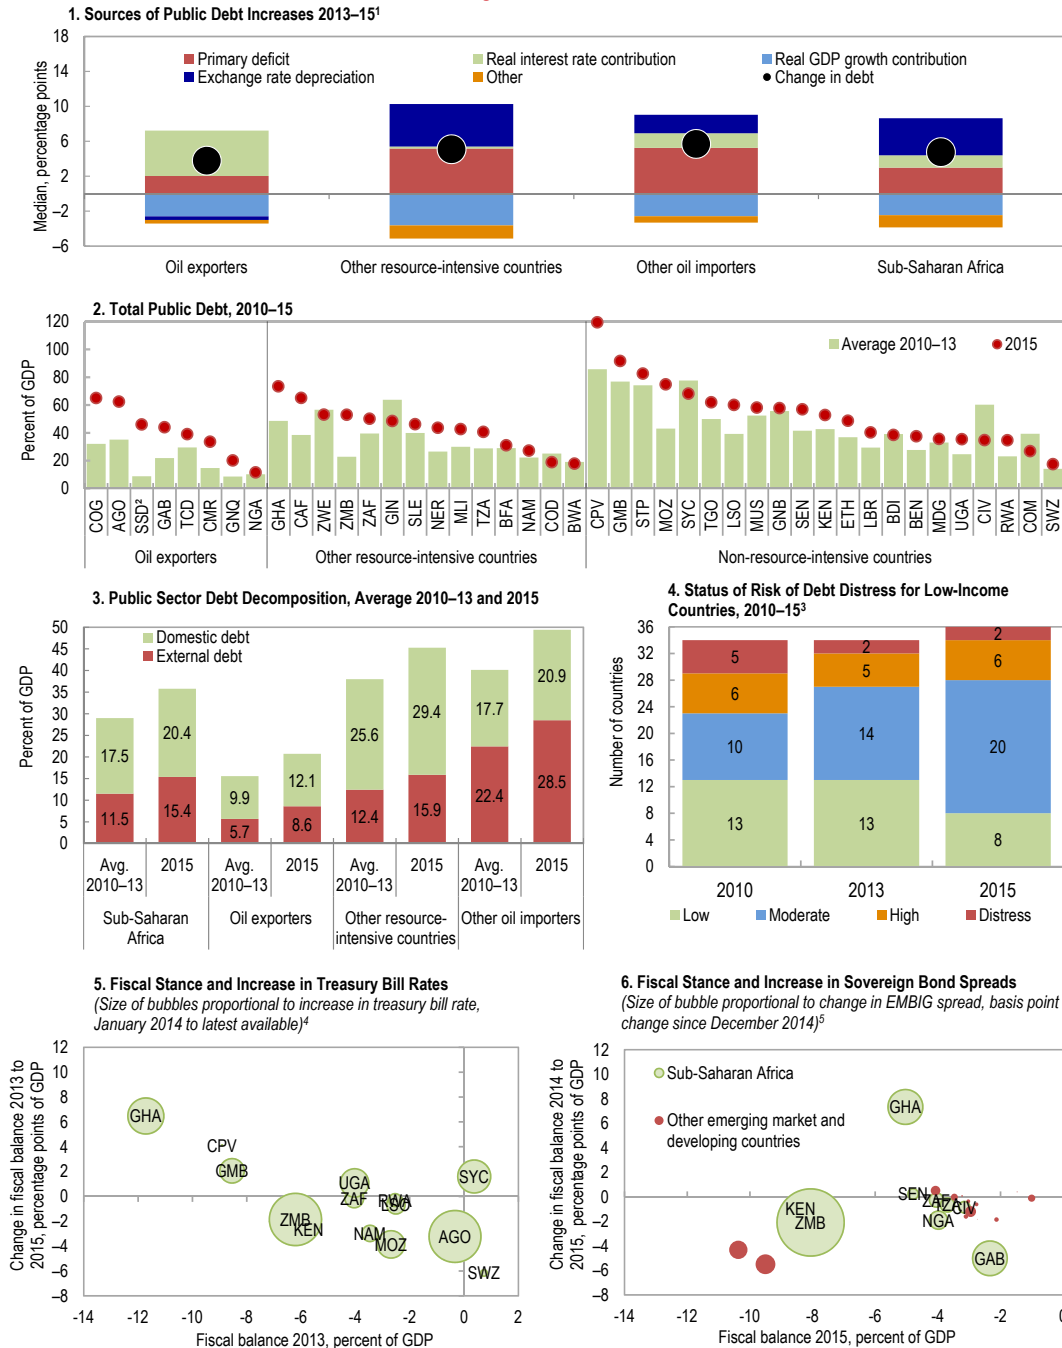 1. Sources of Public Debt Increases 2013–15¹
18
14
10
6
2
–2
–6
Median, percentage points
Primary deficit
Real interest rate contribution
Real GDP growth contribution
Exchange rate depreciation
Other
Change in debt
Oil exporters
Other resource-intensive countries
Other oil importers
Sub-Saharan Africa
2. Total Public Debt, 2010–15
120
100
80
60
40
20
0
Percent of GDP
Average 2010–13
2015
COG AGO SSD² GAB TCD CMR GNQ NGA GHA CAF ZWE ZMB ZAF GIN SLE NER MLI TZA BFA NAM COD BWA CPV GMB STP MOZ SYC TGO LSO MUS GNB SEN KEN ETH LBR BDI BEN MDG UGA CIV RWA COM SWZ
Oil exporters
Other resource-intensive countries
Non-resource-intensive countries
3. Public Sector Debt Decomposition, Average 2010–13 and 2015
50
45
40
35
30
25
20
15
10
5
0
Percent of GDP
Domestic debt
External debt
17.5 20.4 9.9 12.1 25.6 29.4 17.7 20.9
11.5 15.4 5.7 8.6 12.4 15.9 22.4 28.5
Avg. 2010–13
2015
Avg. 2010–13
2015
Avg. 2010–13
2015
Avg. 2010–13
2015
Sub-Saharan Africa
Oil exporters
Other resource-intensive countries
Other oil importers
4. Status of Risk of Debt Distress for Low-Income
Countries, 2010–15³
36
32
28
24
20
16
12
8
4
0
Number of countries
5 2 2
6 5 6
10 14 20
13 13 8
2010
2013
2015
Low
Moderate
High
Distress
5. Fiscal Stance and Increase in Treasury Bill Rates
(Size of bubbles proportional to increase in treasury bill rate,
January 2014 to latest available)⁴
12
10
8
6
4
2
0
–2
–4
–6
–8
Change in fiscal balance 2013 to
2015, percentage points of GDP
GHA
CPV
GMB
UGA
ZAF
RWA
LSO
SYC
ZMB
KEN
NAM
MOZ
AGO
SWZ
-14 -12 -10 -8 -6 -4 -2 0 2
Fiscal balance 2013, percent of GDP
6. Fiscal Stance and Increase in Sovereign Bond Spreads
(Size of bubble proportional to change in EMBIG spread, basis point
change since December 2014)⁵
12
10
8
6
4
2
0
–2
–4
–6
–8
Change in fiscal balance 2014 to
2015, percentage points of GDP
Sub-Saharan Africa
Other emerging market and
developing countries
GHA
SEN
ZAF
TZA
CIV
KEN
ZMB
NGA
GAB
-14 -12 -10 -8 -6 -4 -2 0
Fiscal balance 2015, percent of GDP